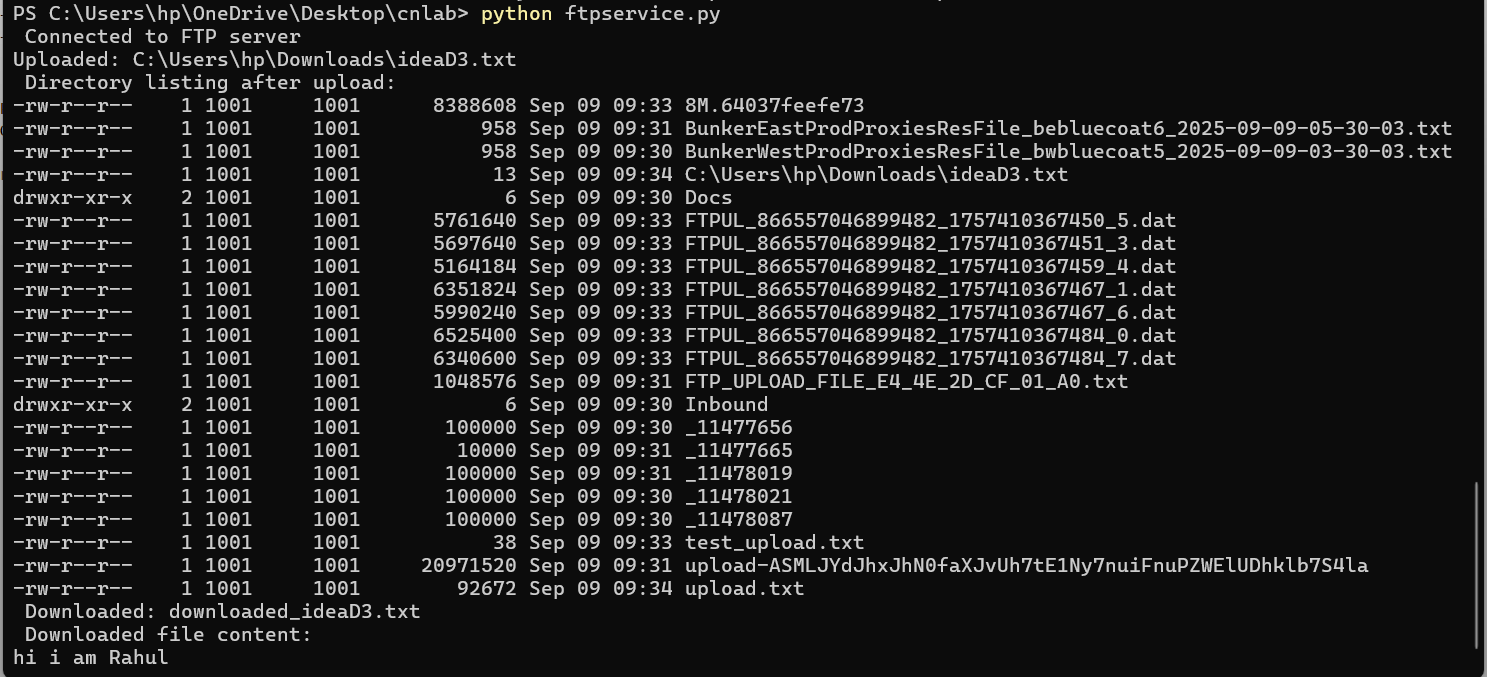 PS C:\Users\hp\OneDrive\Desktop\cnlab> python ftpservice.py
Connected to FTP server
Uploaded: C:\Users\hp\Downloads\ideaD3.txt
Directory listing after upload:
-rw-r--r--    1 1001     1001      8388608 Sep 09 09:33 8M.64037feefe73
-rw-r--r--    1 1001     1001          958 Sep 09 09:31 BunkerEastProdProxiesResFile_bebluecoat6_2025-09-09-05-30-03.txt
-rw-r--r--    1 1001     1001          958 Sep 09 09:30 BunkerWestProdProxiesResFile_bwbluecoat5_2025-09-09-03-30-03.txt
-rw-r--r--    1 1001     1001           13 Sep 09 09:34 C:\Users\hp\Downloads\ideaD3.txt
drwxr-xr-x    2 1001     1001            6 Sep 09 09:30 Docs
-rw-r--r--    1 1001     1001      5761640 Sep 09 09:33 FTPUL_866557046899482_1757410367450_5.dat
-rw-r--r--    1 1001     1001      5697640 Sep 09 09:33 FTPUL_866557046899482_1757410367451_3.dat
-rw-r--r--    1 1001     1001      5164184 Sep 09 09:33 FTPUL_866557046899482_1757410367459_4.dat
-rw-r--r--    1 1001     1001      6351824 Sep 09 09:33 FTPUL_866557046899482_1757410367467_1.dat
-rw-r--r--    1 1001     1001      5990240 Sep 09 09:33 FTPUL_866557046899482_1757410367467_6.dat
-rw-r--r--    1 1001     1001      6525400 Sep 09 09:33 FTPUL_866557046899482_1757410367484_0.dat
-rw-r--r--    1 1001     1001      6340600 Sep 09 09:33 FTPUL_866557046899482_1757410367484_7.dat
-rw-r--r--    1 1001     1001      1048576 Sep 09 09:31 FTP_UPLOAD_FILE_E4_4E_2D_CF_01_A0.txt
drwxr-xr-x    2 1001     1001            6 Sep 09 09:30 Inbound
-rw-r--r--    1 1001     1001       100000 Sep 09 09:30 _11477656
-rw-r--r--    1 1001     1001        10000 Sep 09 09:31 _11477665
-rw-r--r--    1 1001     1001       100000 Sep 09 09:31 _11478019
-rw-r--r--    1 1001     1001       100000 Sep 09 09:30 _11478021
-rw-r--r--    1 1001     1001       100000 Sep 09 09:30 _11478087
-rw-r--r--    1 1001     1001           38 Sep 09 09:33 test_upload.txt
-rw-r--r--    1 1001     1001     20971520 Sep 09 09:31 upload-ASMLJYdJhxJhN0faXJvUh7tE1Ny7nuiFnuPZWElUDhklb7S4la
-rw-r--r--    1 1001     1001        92672 Sep 09 09:34 upload.txt
Downloaded: downloaded_ideaD3.txt
Downloaded file content:
hi i am Rahul